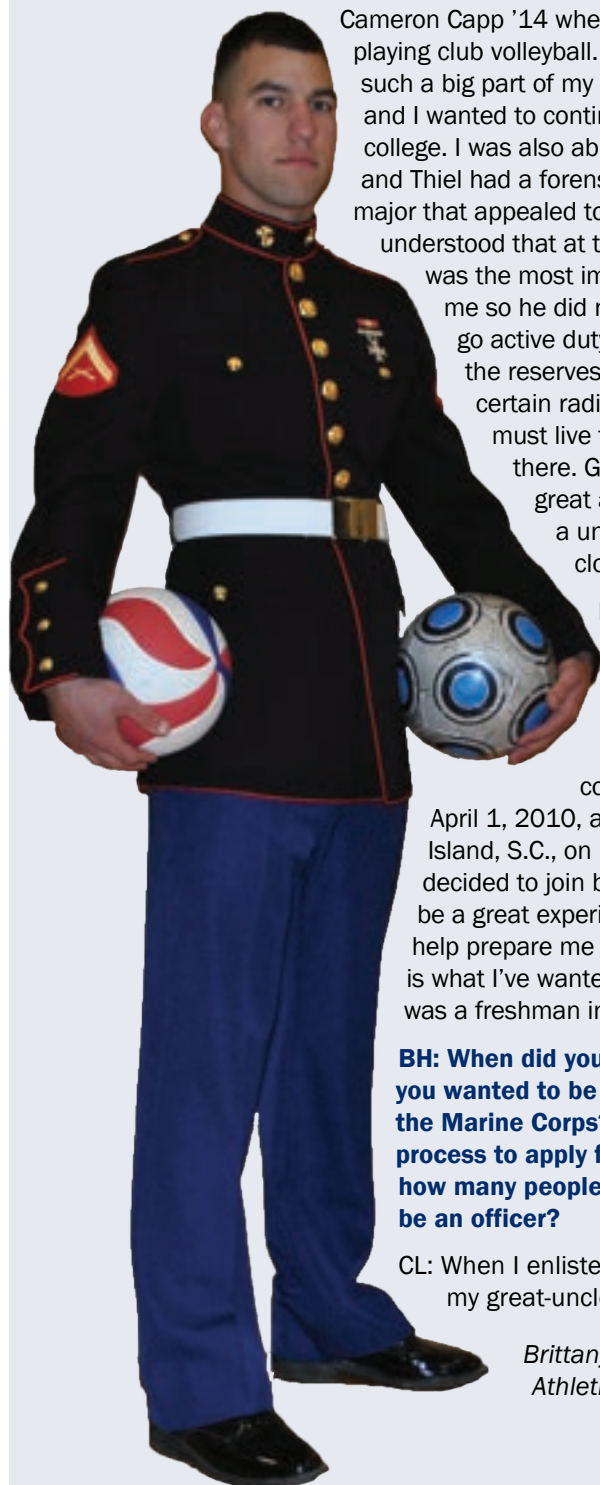 Cameron Capp ’14 whe
playing club volleyball.
such a big part of my
and I wanted to contin
college. I was also ab
and Thiel had a forens
major that appealed to
understood that at t
was the most im
me so he did n
go active duty
the reserves
certain radi
must live t
there. G
great a
a un
clo
co
April 1, 2010, a
Island, S.C., on
decided to join b
be a great experi
help prepare me
is what I’ve wante
was a freshman in
BH: When did you
you wanted to be
the Marine Corps?
process to apply f
how many people
be an officer?
CL: When I enliste
my great-uncle
Brittany
Athleti